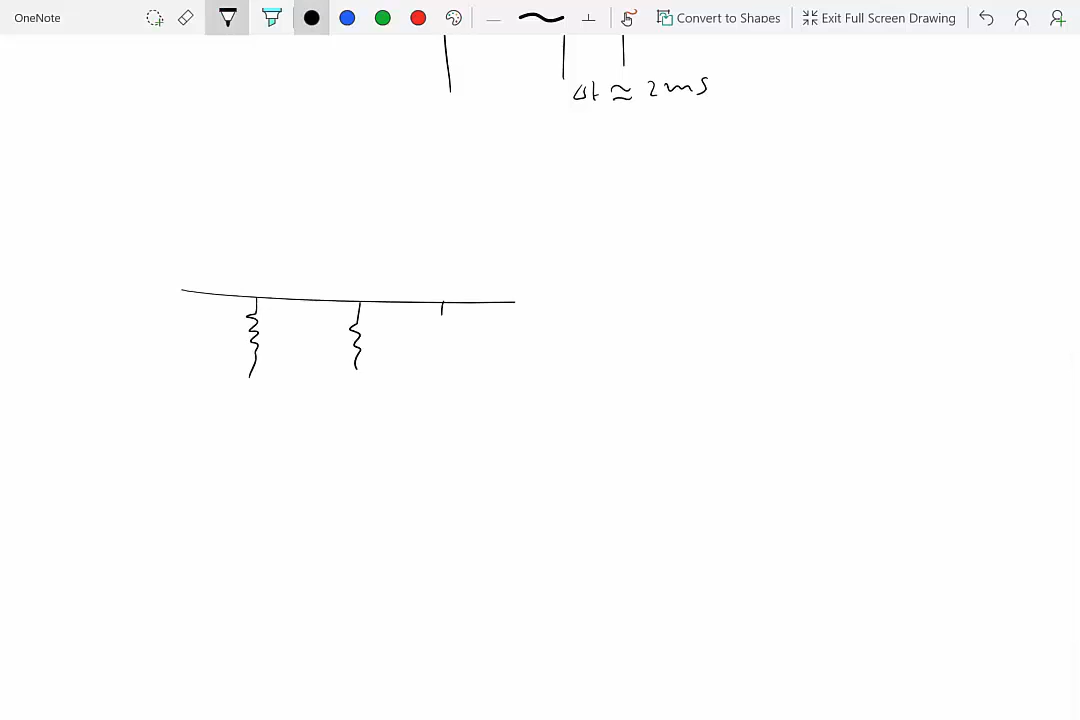 OneNote
Convert to Shapes
Exit Full Screen Drawing
Δt ≈ 2ms